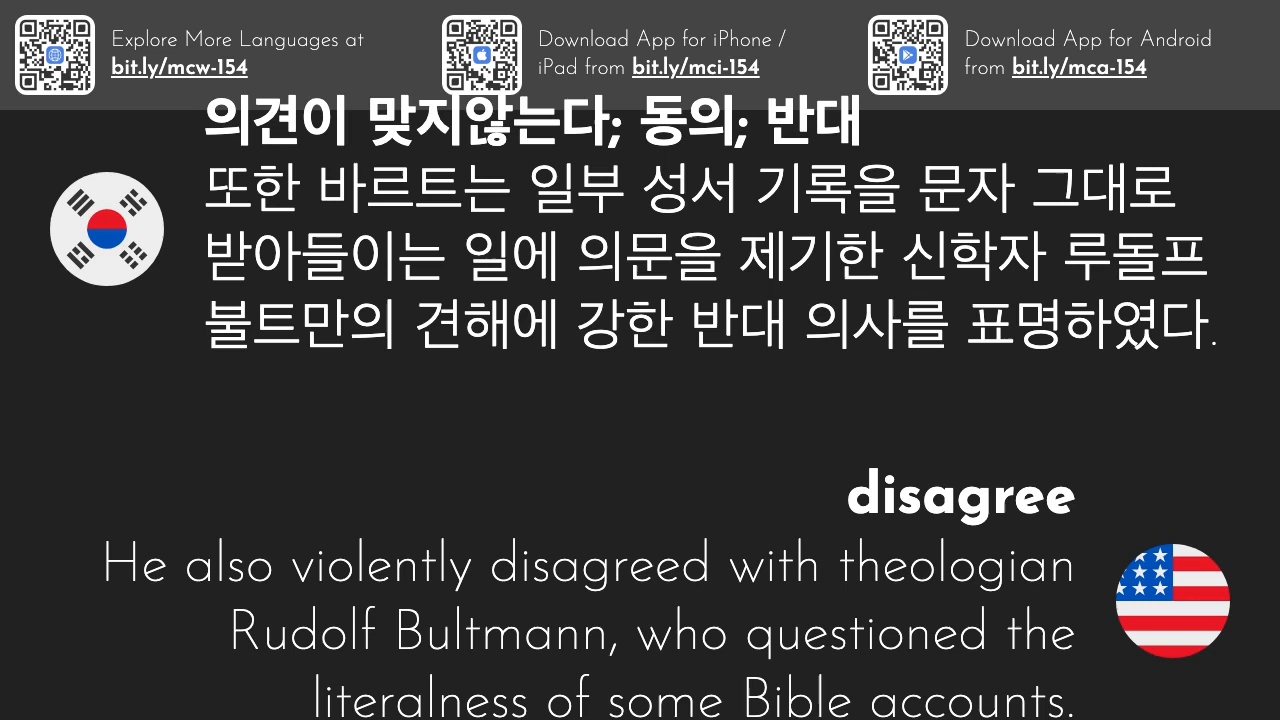 Explore More Languages at
bit.ly/mcw-154
Download App for iPhone /
iPad from bit.ly/mci-154
Download App for Android
from bit.ly/mca-154
의견이 맞지않는다; 동의; 반대
또한 바르트는 일부 성서 기록을 문자 그대로
받아들이는 일에 의문을 제기한 신학자 루돌프
불트만의 견해에 강한 반대 의사를 표명하였다.
disagree
He also violently disagreed with theologian
Rudolf Bultmann, who questioned the
literalness of some Bible accounts.